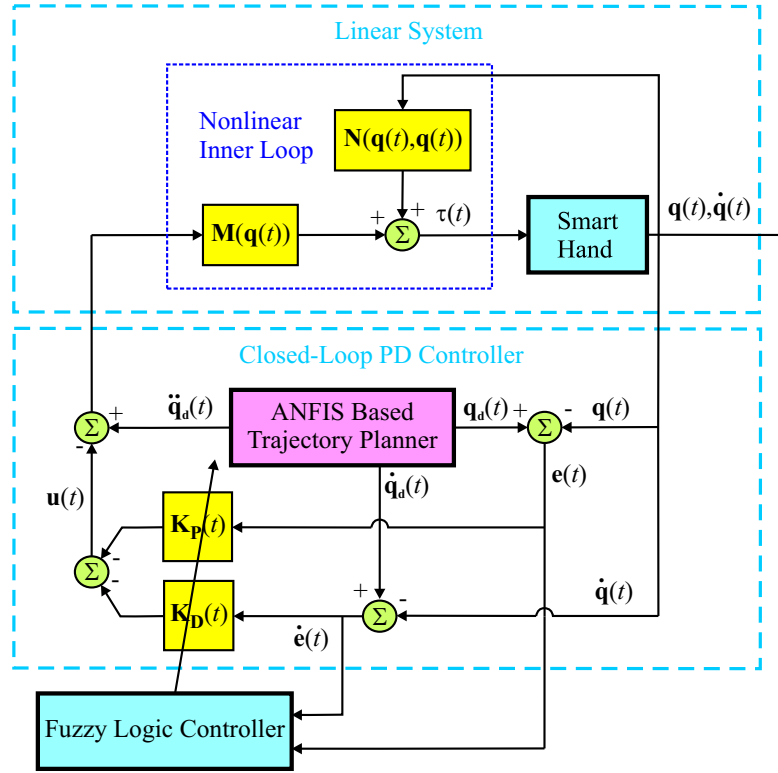 Linear System
Nonlinear
Inner Loop
N(q(t),q(t))
+
+
τ(t)
M(q(t))
Σ
Smart
Hand
q(t),q̇(t)
Closed-Loop PD Controller
q̈d(t)
ANFIS Based
Trajectory Planner
qd(t)
+
-
q(t)
+
Σ
-
Σ
q̇d(t)
e(t)
u(t)
KP(t)
-
-
Σ
KD(t)
+
-
Σ
q̇(t)
ė(t)
Fuzzy Logic Controller